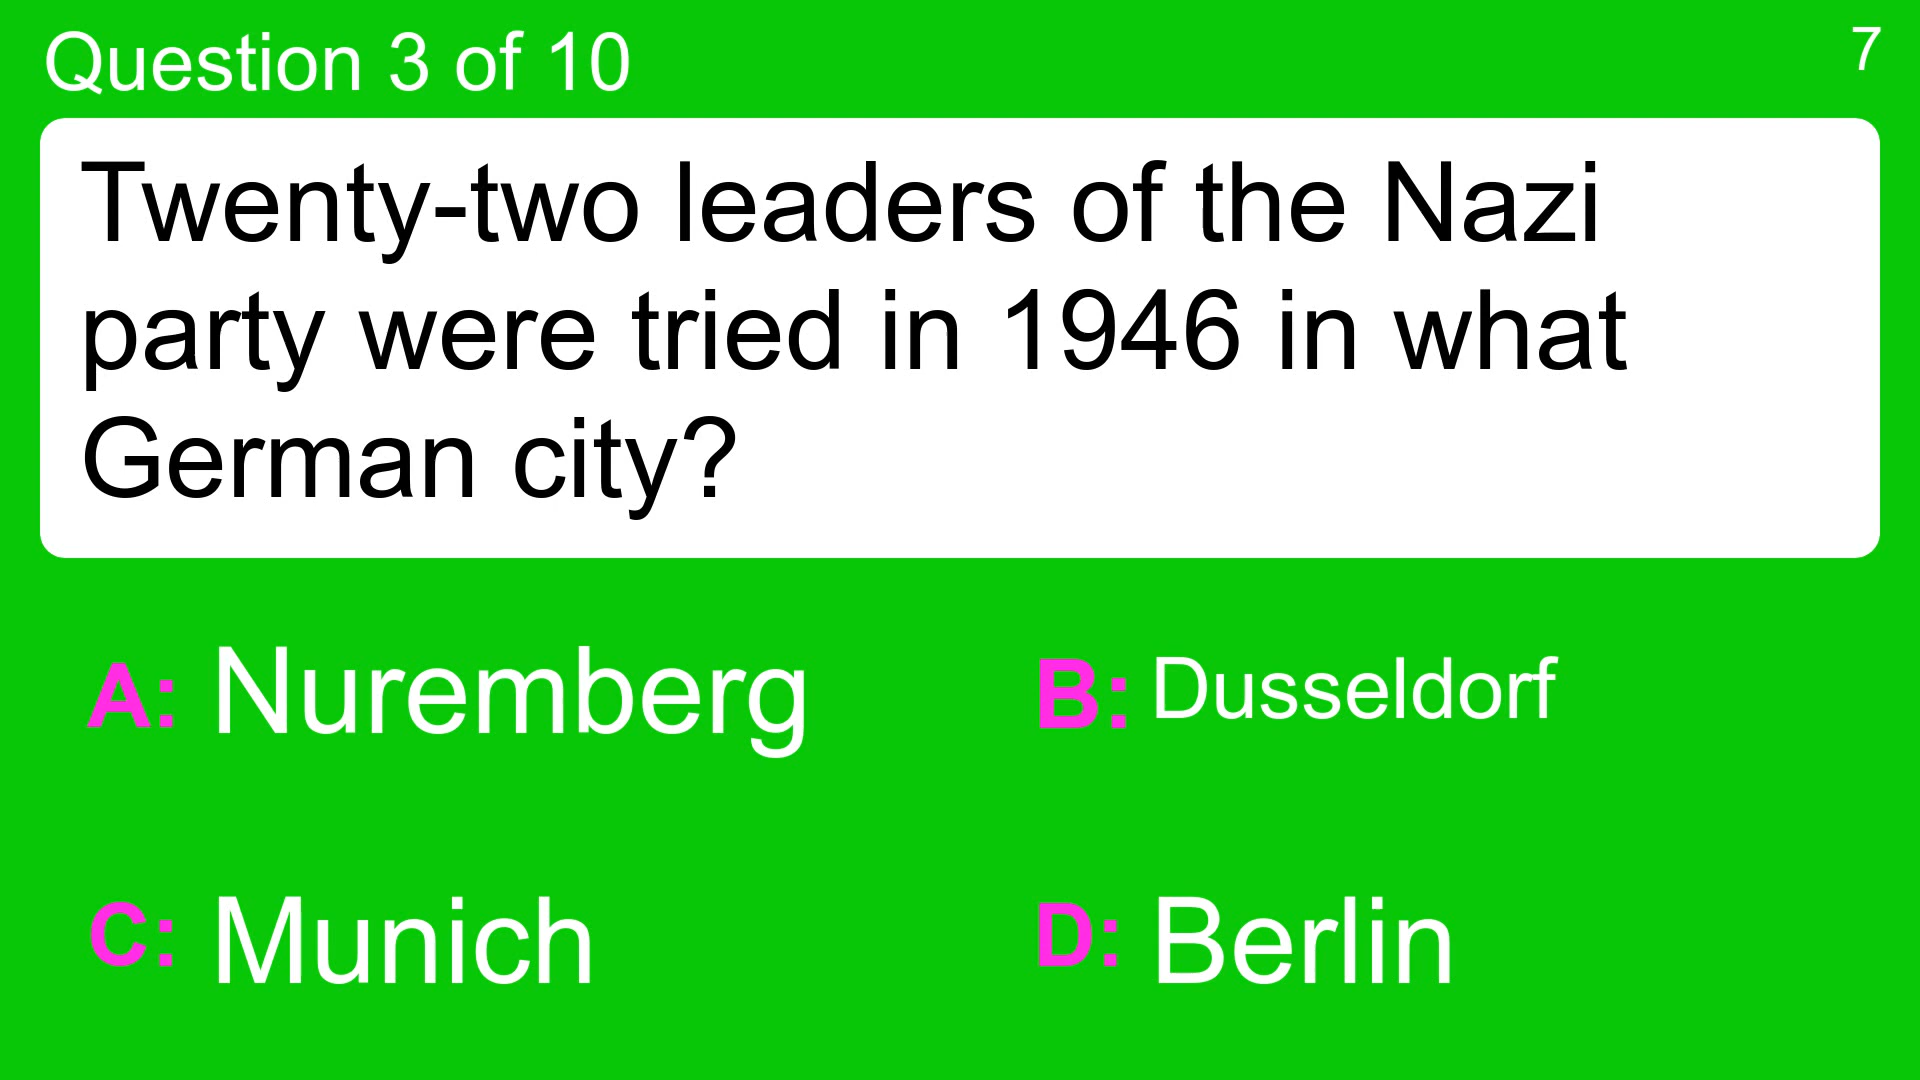 Question 3 of 10
7
Twenty-two leaders of the Nazi
party were tried in 1946 in what
German city?
A: Nuremberg
B: Dusseldorf
C: Munich
D: Berlin